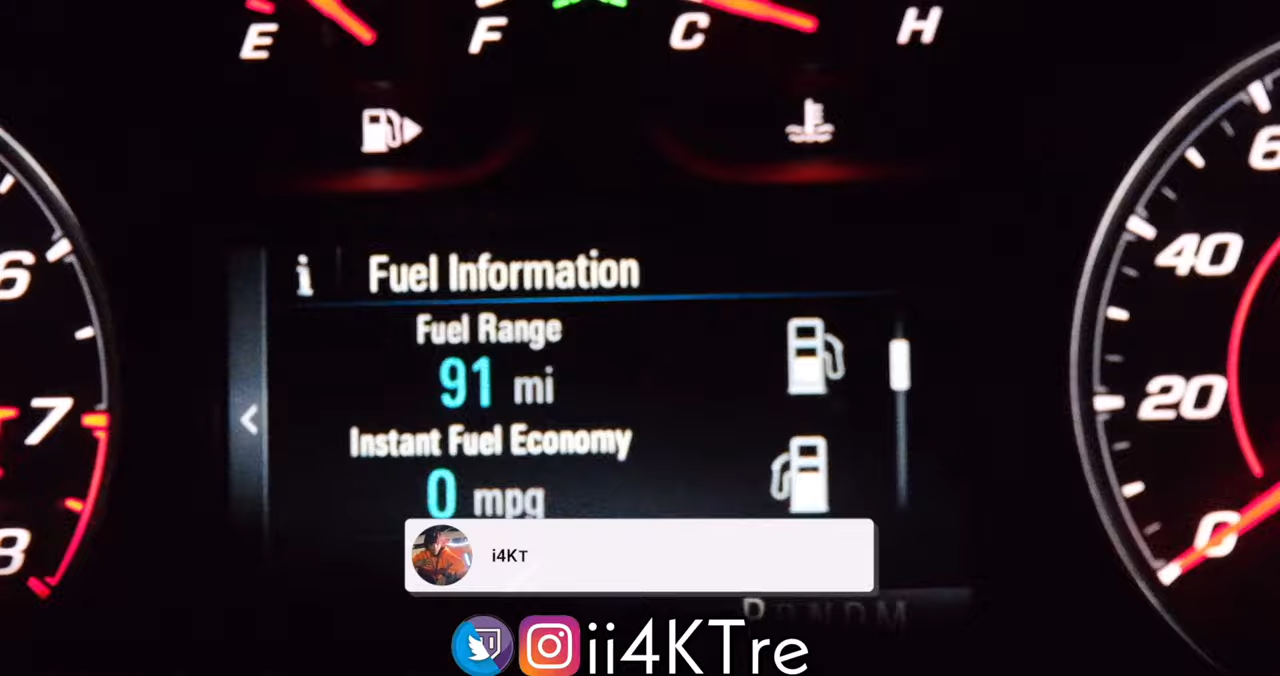 E F C H
i Fuel Information
Fuel Range
91 mi
Instant Fuel Economy
0 mpg
6
7
8
6
40
20
0
i4KT
P R N D M
ii4KTre